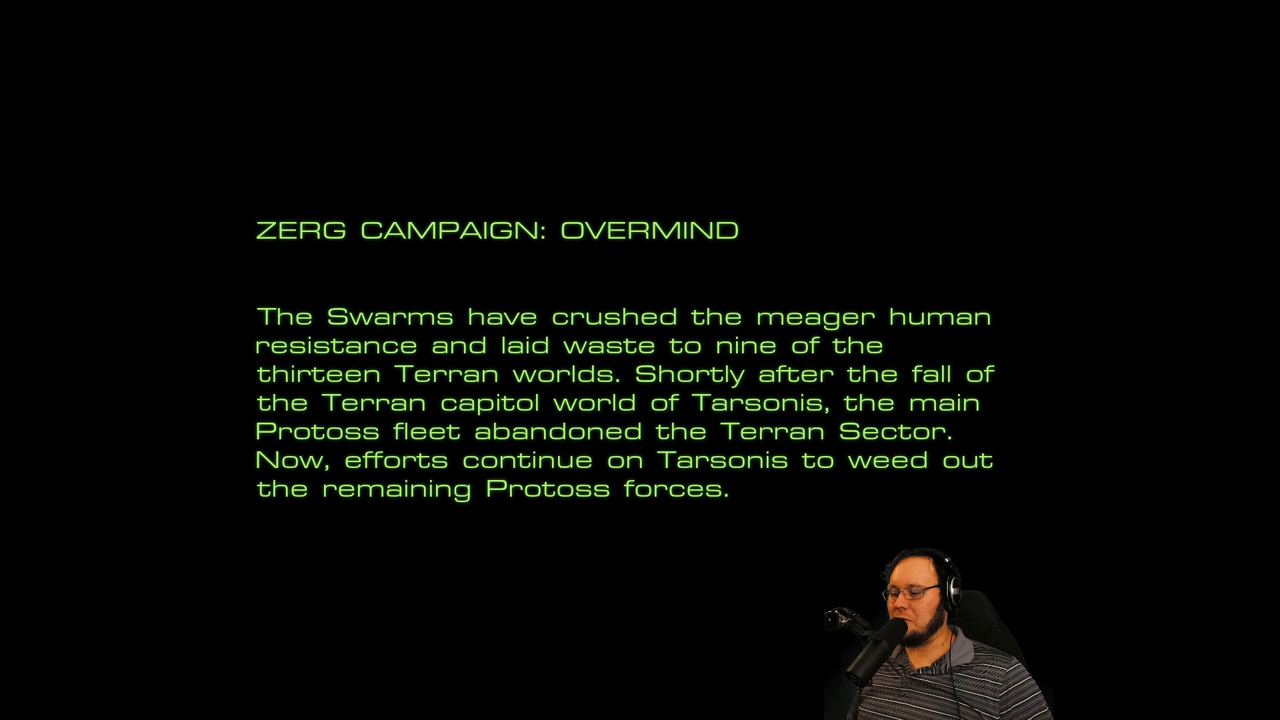 ZERG CAMPAIGN: OVERMIND
The Swarms have crushed the meager human
resistance and laid waste to nine of the
thirteen Terran worlds. Shortly after the fall of
the Terran capitol world of Tarsonis, the main
Protoss fleet abandoned the Terran Sector.
Now, efforts continue on Tarsonis to weed out
the remaining Protoss forces.